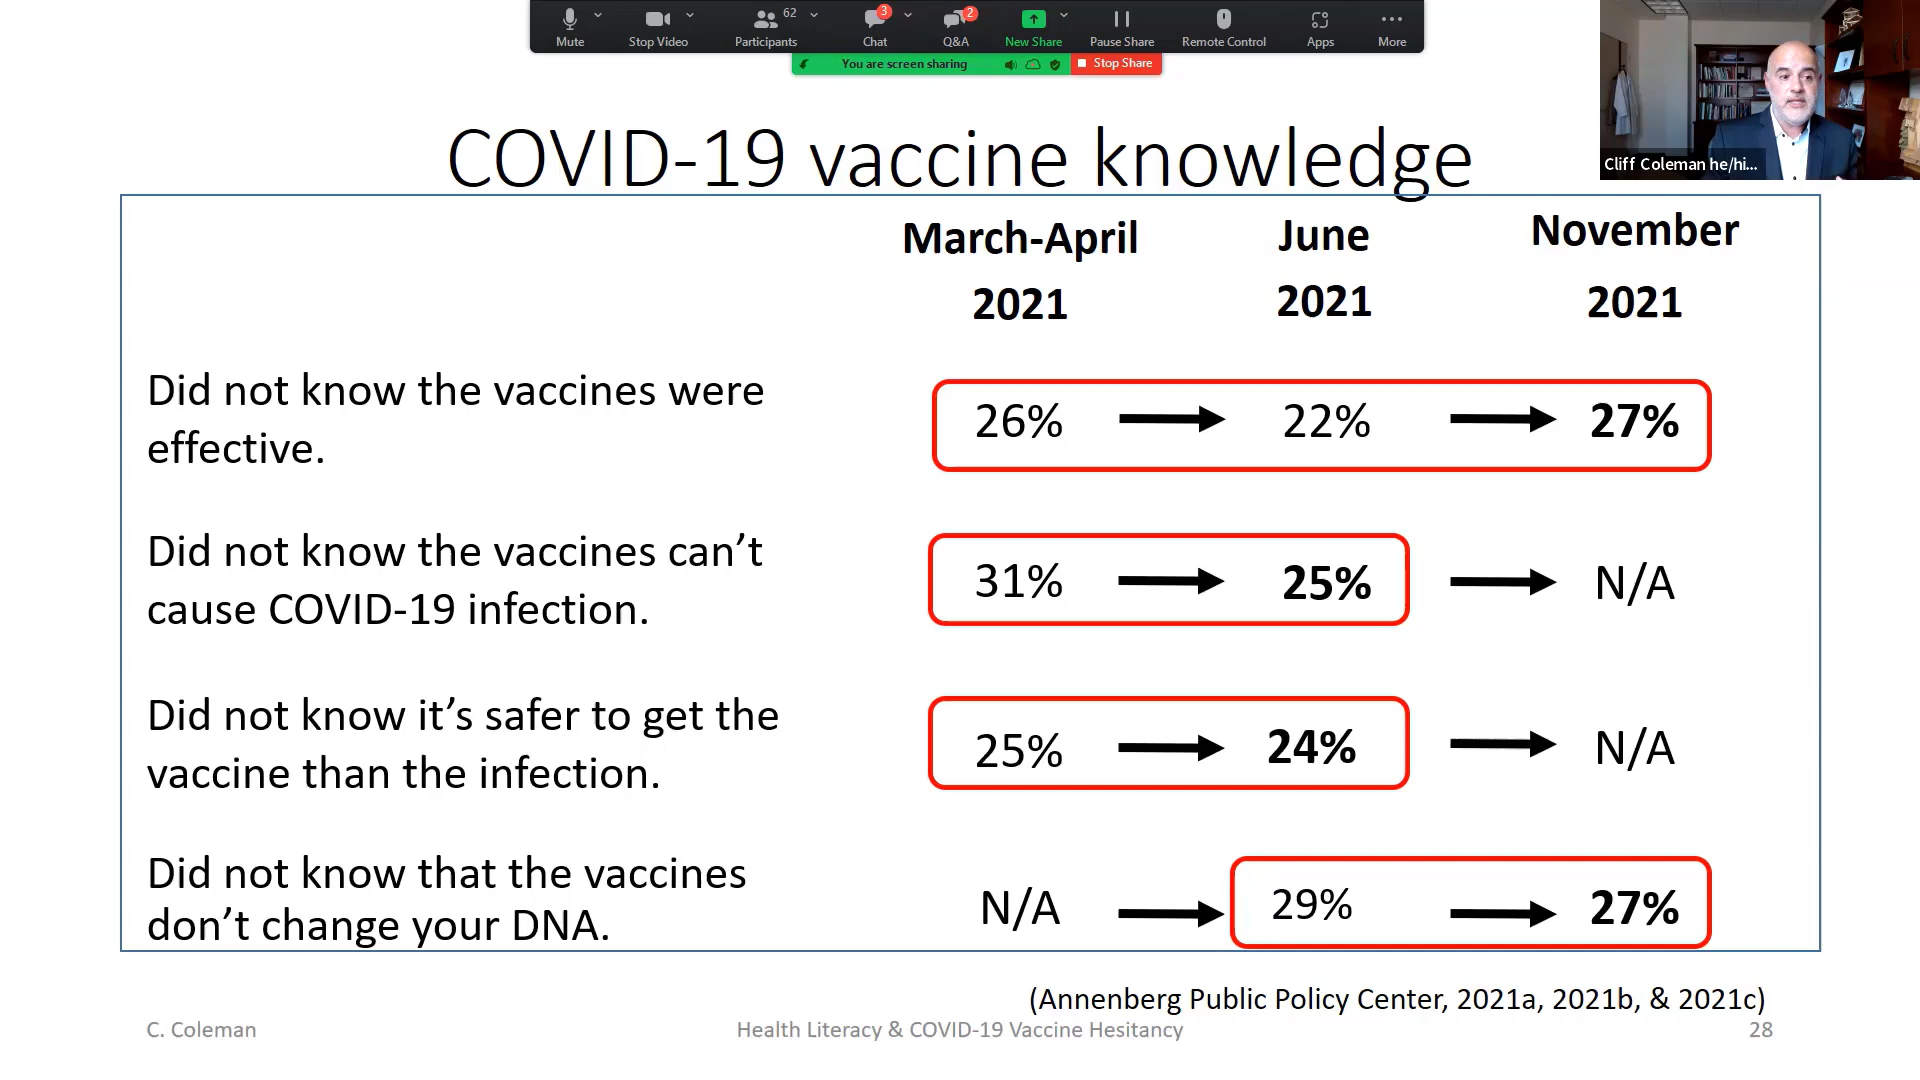 62
3
2
Mute
Stop Video
Participants
Chat
Q&A
New Share
Pause Share
Remote Control
Apps
More
You are screen sharing
Stop Share
Cliff Coleman he/hi...
COVID-19 vaccine knowledge
March-April June November
2021 2021 2021
Did not know the vaccines were
effective.
26% 22% 27%
Did not know the vaccines can’t
cause COVID-19 infection.
31% 25% N/A
Did not know it’s safer to get the
vaccine than the infection.
25% 24% N/A
Did not know that the vaccines
don’t change your DNA.
N/A 29% 27%
(Annenberg Public Policy Center, 2021a, 2021b, & 2021c)
C. Coleman
Health Literacy & COVID-19 Vaccine Hesitancy
28